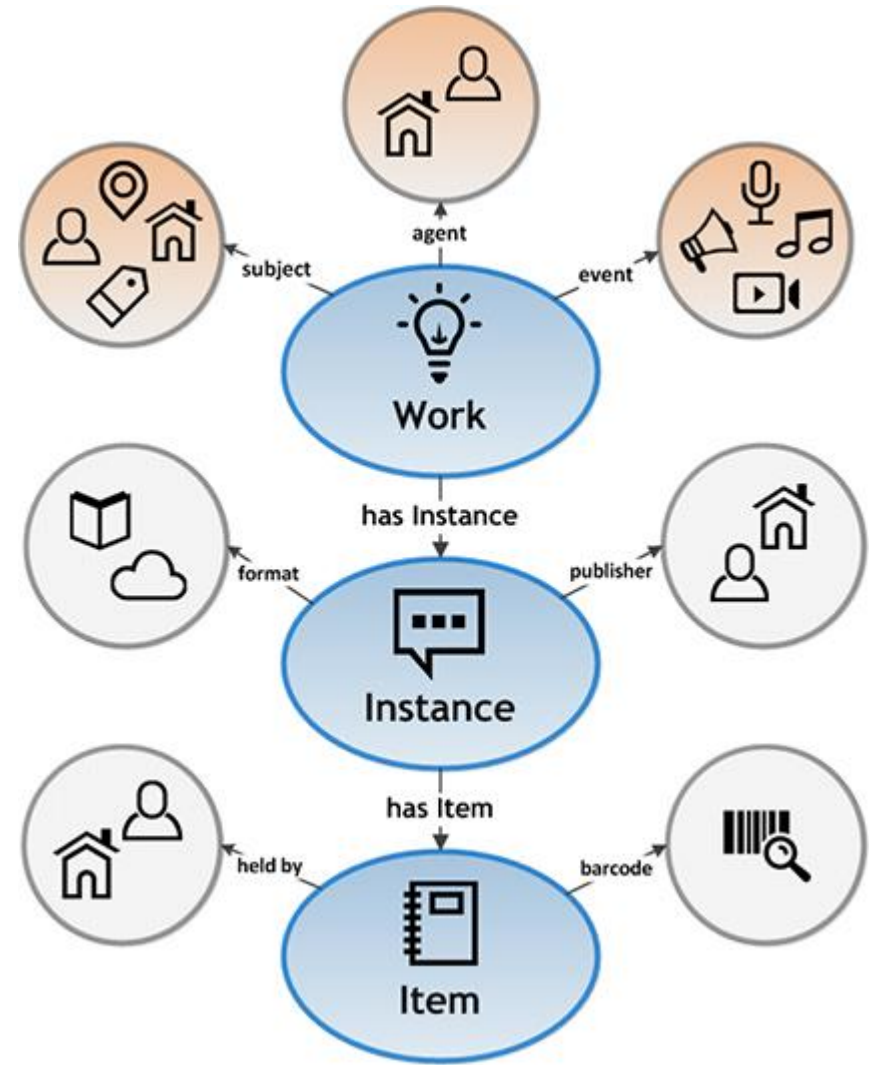 agent
subject
event
Work
has Instance
format
publisher
Instance
has Item
held by
barcode
Item